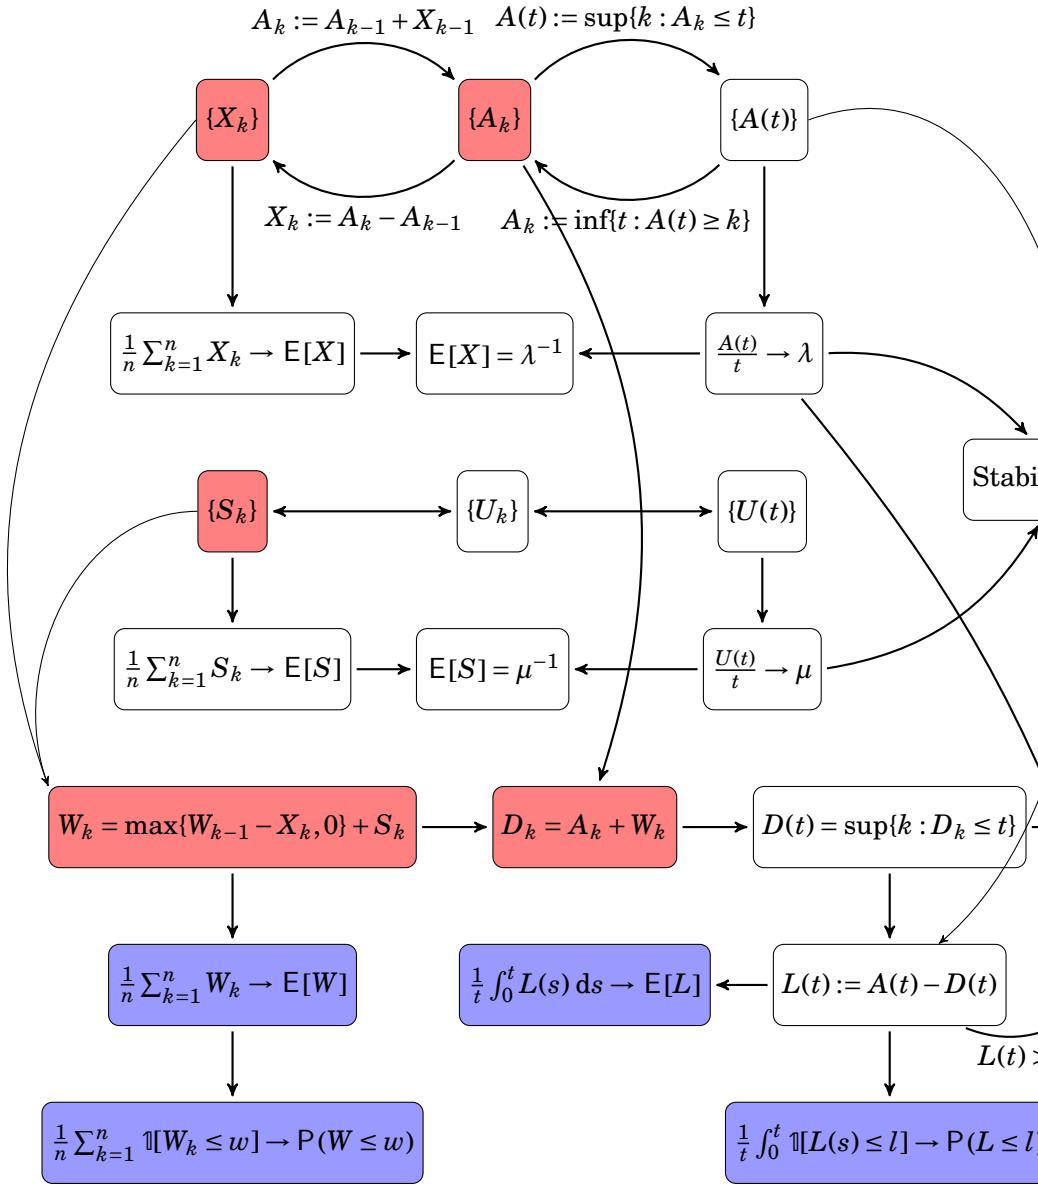 A_k := A_{k-1} + X_{k-1} A(t) := sup{k : A_k ≤ t}
{X_k} {A_k} {A(t)}
X_k := A_k − A_{k-1} A_k := inf{t : A(t) ≥ k}
1/n ∑_{k=1}^n X_k → E[X] E[X] = λ^{-1} A(t)/t → λ
Stabi
{S_k} {U_k} {U(t)}
1/n ∑_{k=1}^n S_k → E[S] E[S] = μ^{-1} U(t)/t → μ
W_k = max{W_{k-1} − X_k, 0} + S_k D_k = A_k + W_k D(t) = sup{k : D_k ≤ t}
1/n ∑_{k=1}^n W_k → E[W] 1/t ∫_0^t L(s) ds → E[L] L(t) := A(t) − D(t)
L(t) >
1/n ∑_{k=1}^n 𝟙[W_k ≤ w] → P(W ≤ w) 1/t ∫_0^t 𝟙[L(s) ≤ l] → P(L ≤ l)